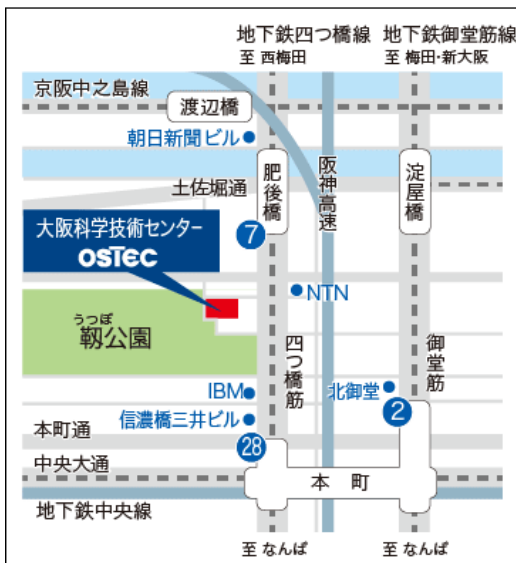 地下鉄四つ橋線
至 西梅田
地下鉄御堂筋線
至 梅田・新大阪
京阪中之島線
渡辺橋
朝日新聞ビル
肥後橋
阪神高速
淀屋橋
土佐堀通
7
大阪科学技術センター
OSTEC
NTN
うつぼ
靱公園
四つ橋筋
御堂筋
IBM
北御堂
2
信濃橋三井ビル
本町通
28
中央大通
本町
地下鉄中央線
至 なんば
至 なんば